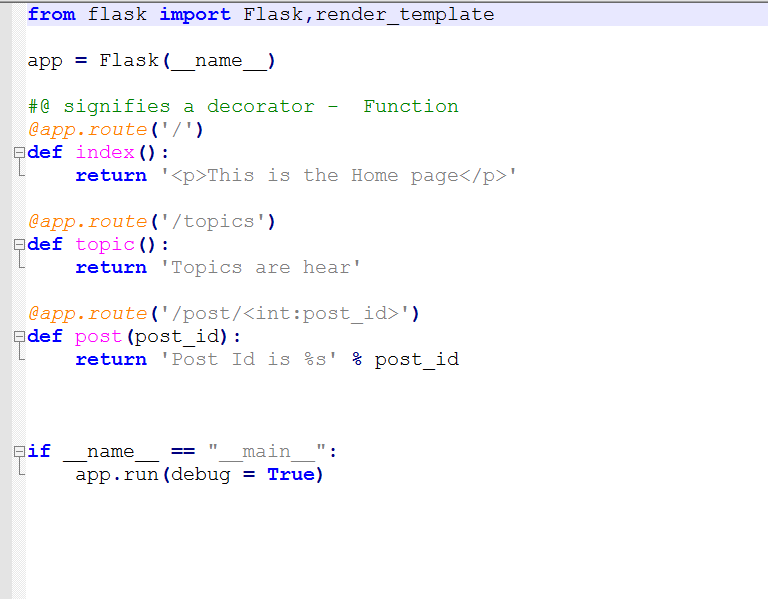 from flask import Flask,render_template
app = Flask(__name__)
#@ signifies a decorator -  Function
@app.route('/')
def index():
    return '<p>This is the Home page</p>'
@app.route('/topics')
def topic():
    return 'Topics are hear'
@app.route('/post/<int:post_id>')
def post(post_id):
    return 'Post Id is %s' % post_id
if __name__ == "__main__":
    app.run(debug = True)